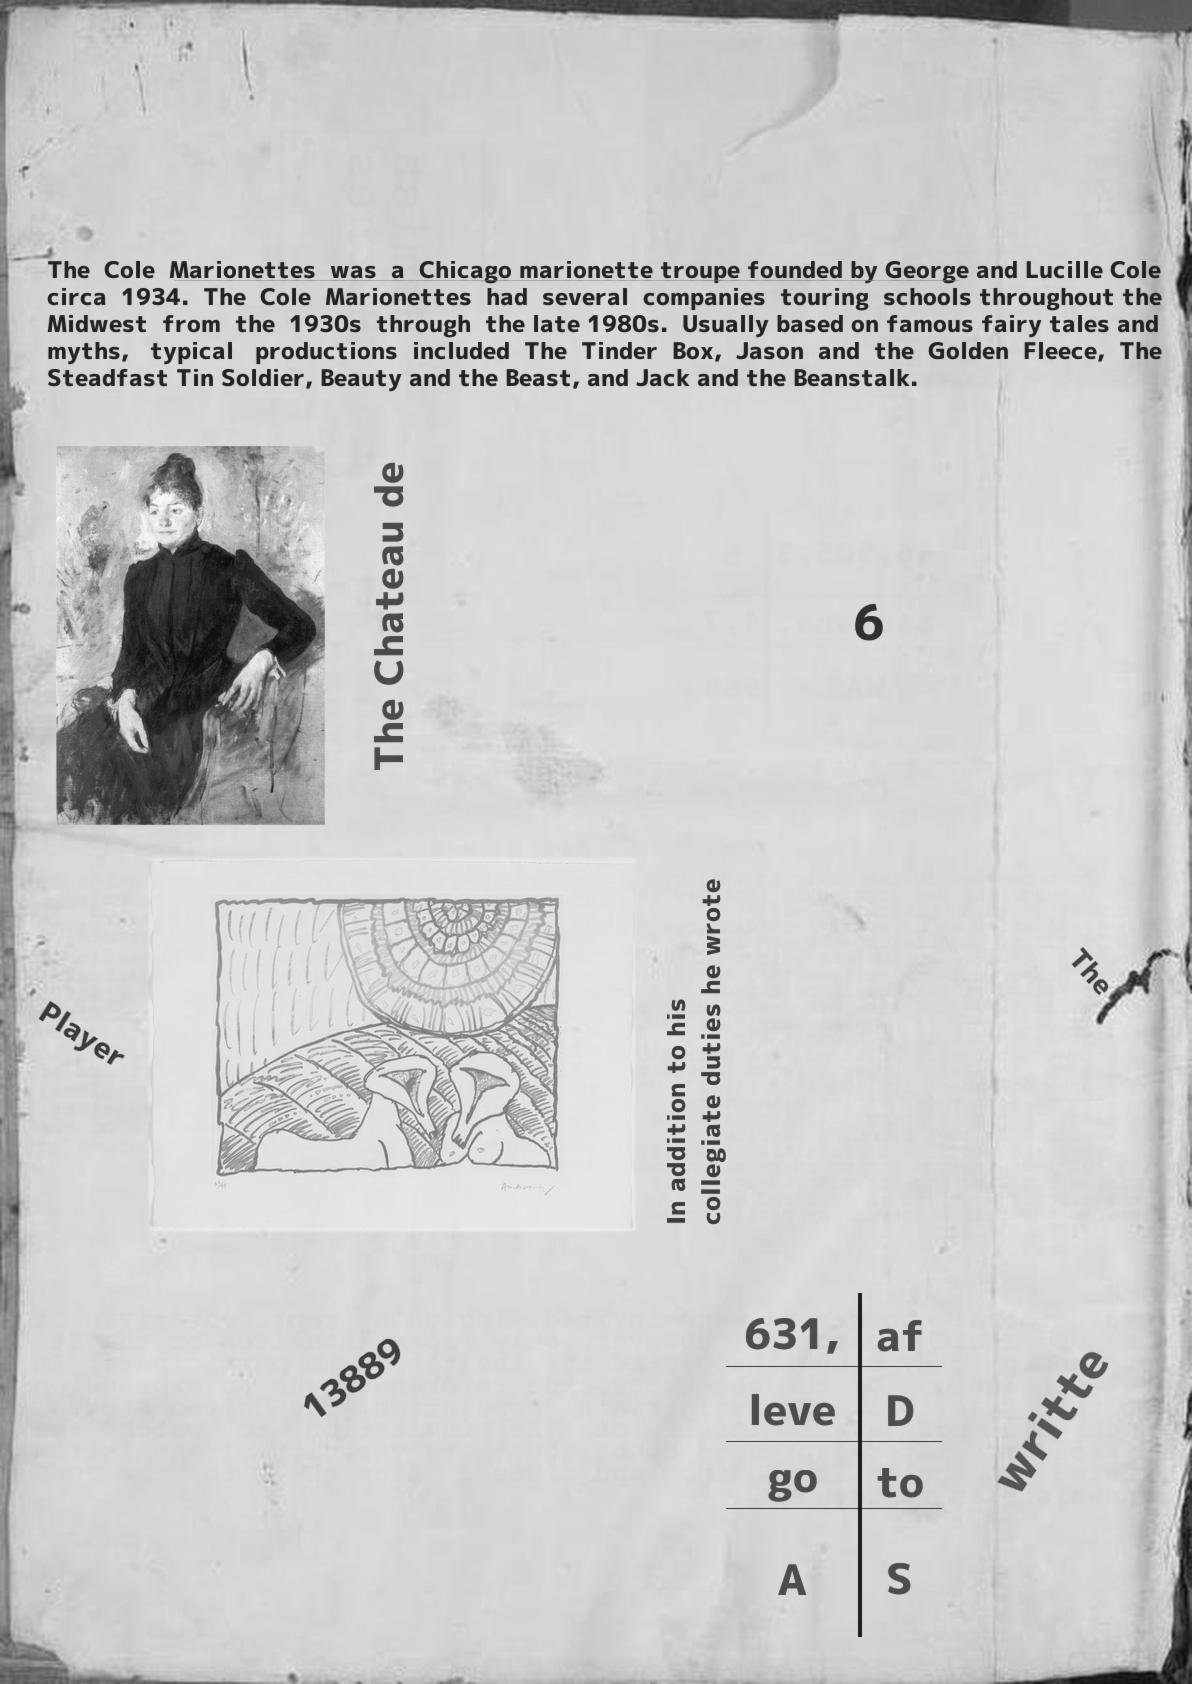 The Cole Marionettes was a Chicago marionette troupe founded by George and Lucille Cole
circa 1934. The Cole Marionettes had several companies touring schools throughout the
Midwest from the 1930s through the late 1980s. Usually based on famous fairy tales and
myths, typical productions included The Tinder Box, Jason and the Golden Fleece, The
Steadfast Tin Soldier, Beauty and the Beast, and Jack and the Beanstalk.
The Chateau de
6
In addition to his
collegiate duties he wrote
The
Player
13889
631, af
leve D
go to
A S
writte